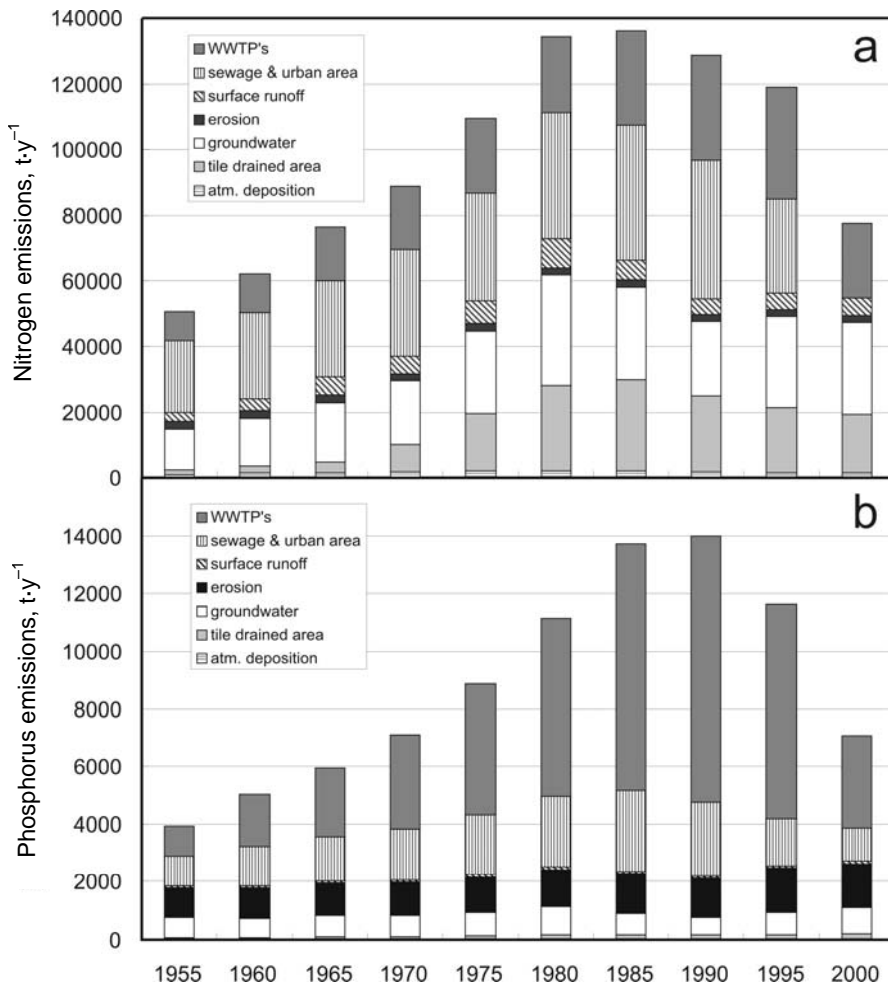 140000
120000
100000
80000
60000
40000
20000
0
Nitrogen emissions, t·y⁻¹
a
WWTP's
sewage & urban area
surface runoff
erosion
groundwater
tile drained area
atm. deposition
14000
12000
10000
8000
6000
4000
2000
0
Phosphorus emissions, t·y⁻¹
b
WWTP's
sewage & urban area
surface runoff
erosion
groundwater
tile drained area
atm. deposition
1955 1960 1965 1970 1975 1980 1985 1990 1995 2000